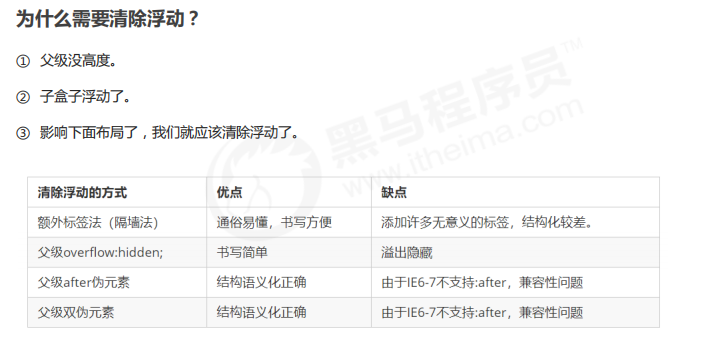 为什么需要清除浮动？
① 父级没高度。
② 子盒子浮动了。
③ 影响下面布局了，我们就应该清除浮动了。
黑马程序员™
www.itheima.com
清除浮动的方式 优点 缺点
额外标签法（隔墙法） 通俗易懂，书写方便 添加许多无意义的标签，结构化较差。
父级overflow:hidden; 书写简单 溢出隐藏
父级after伪元素 结构语义化正确 由于IE6-7不支持:after，兼容性问题
父级双伪元素 结构语义化正确 由于IE6-7不支持:after，兼容性问题